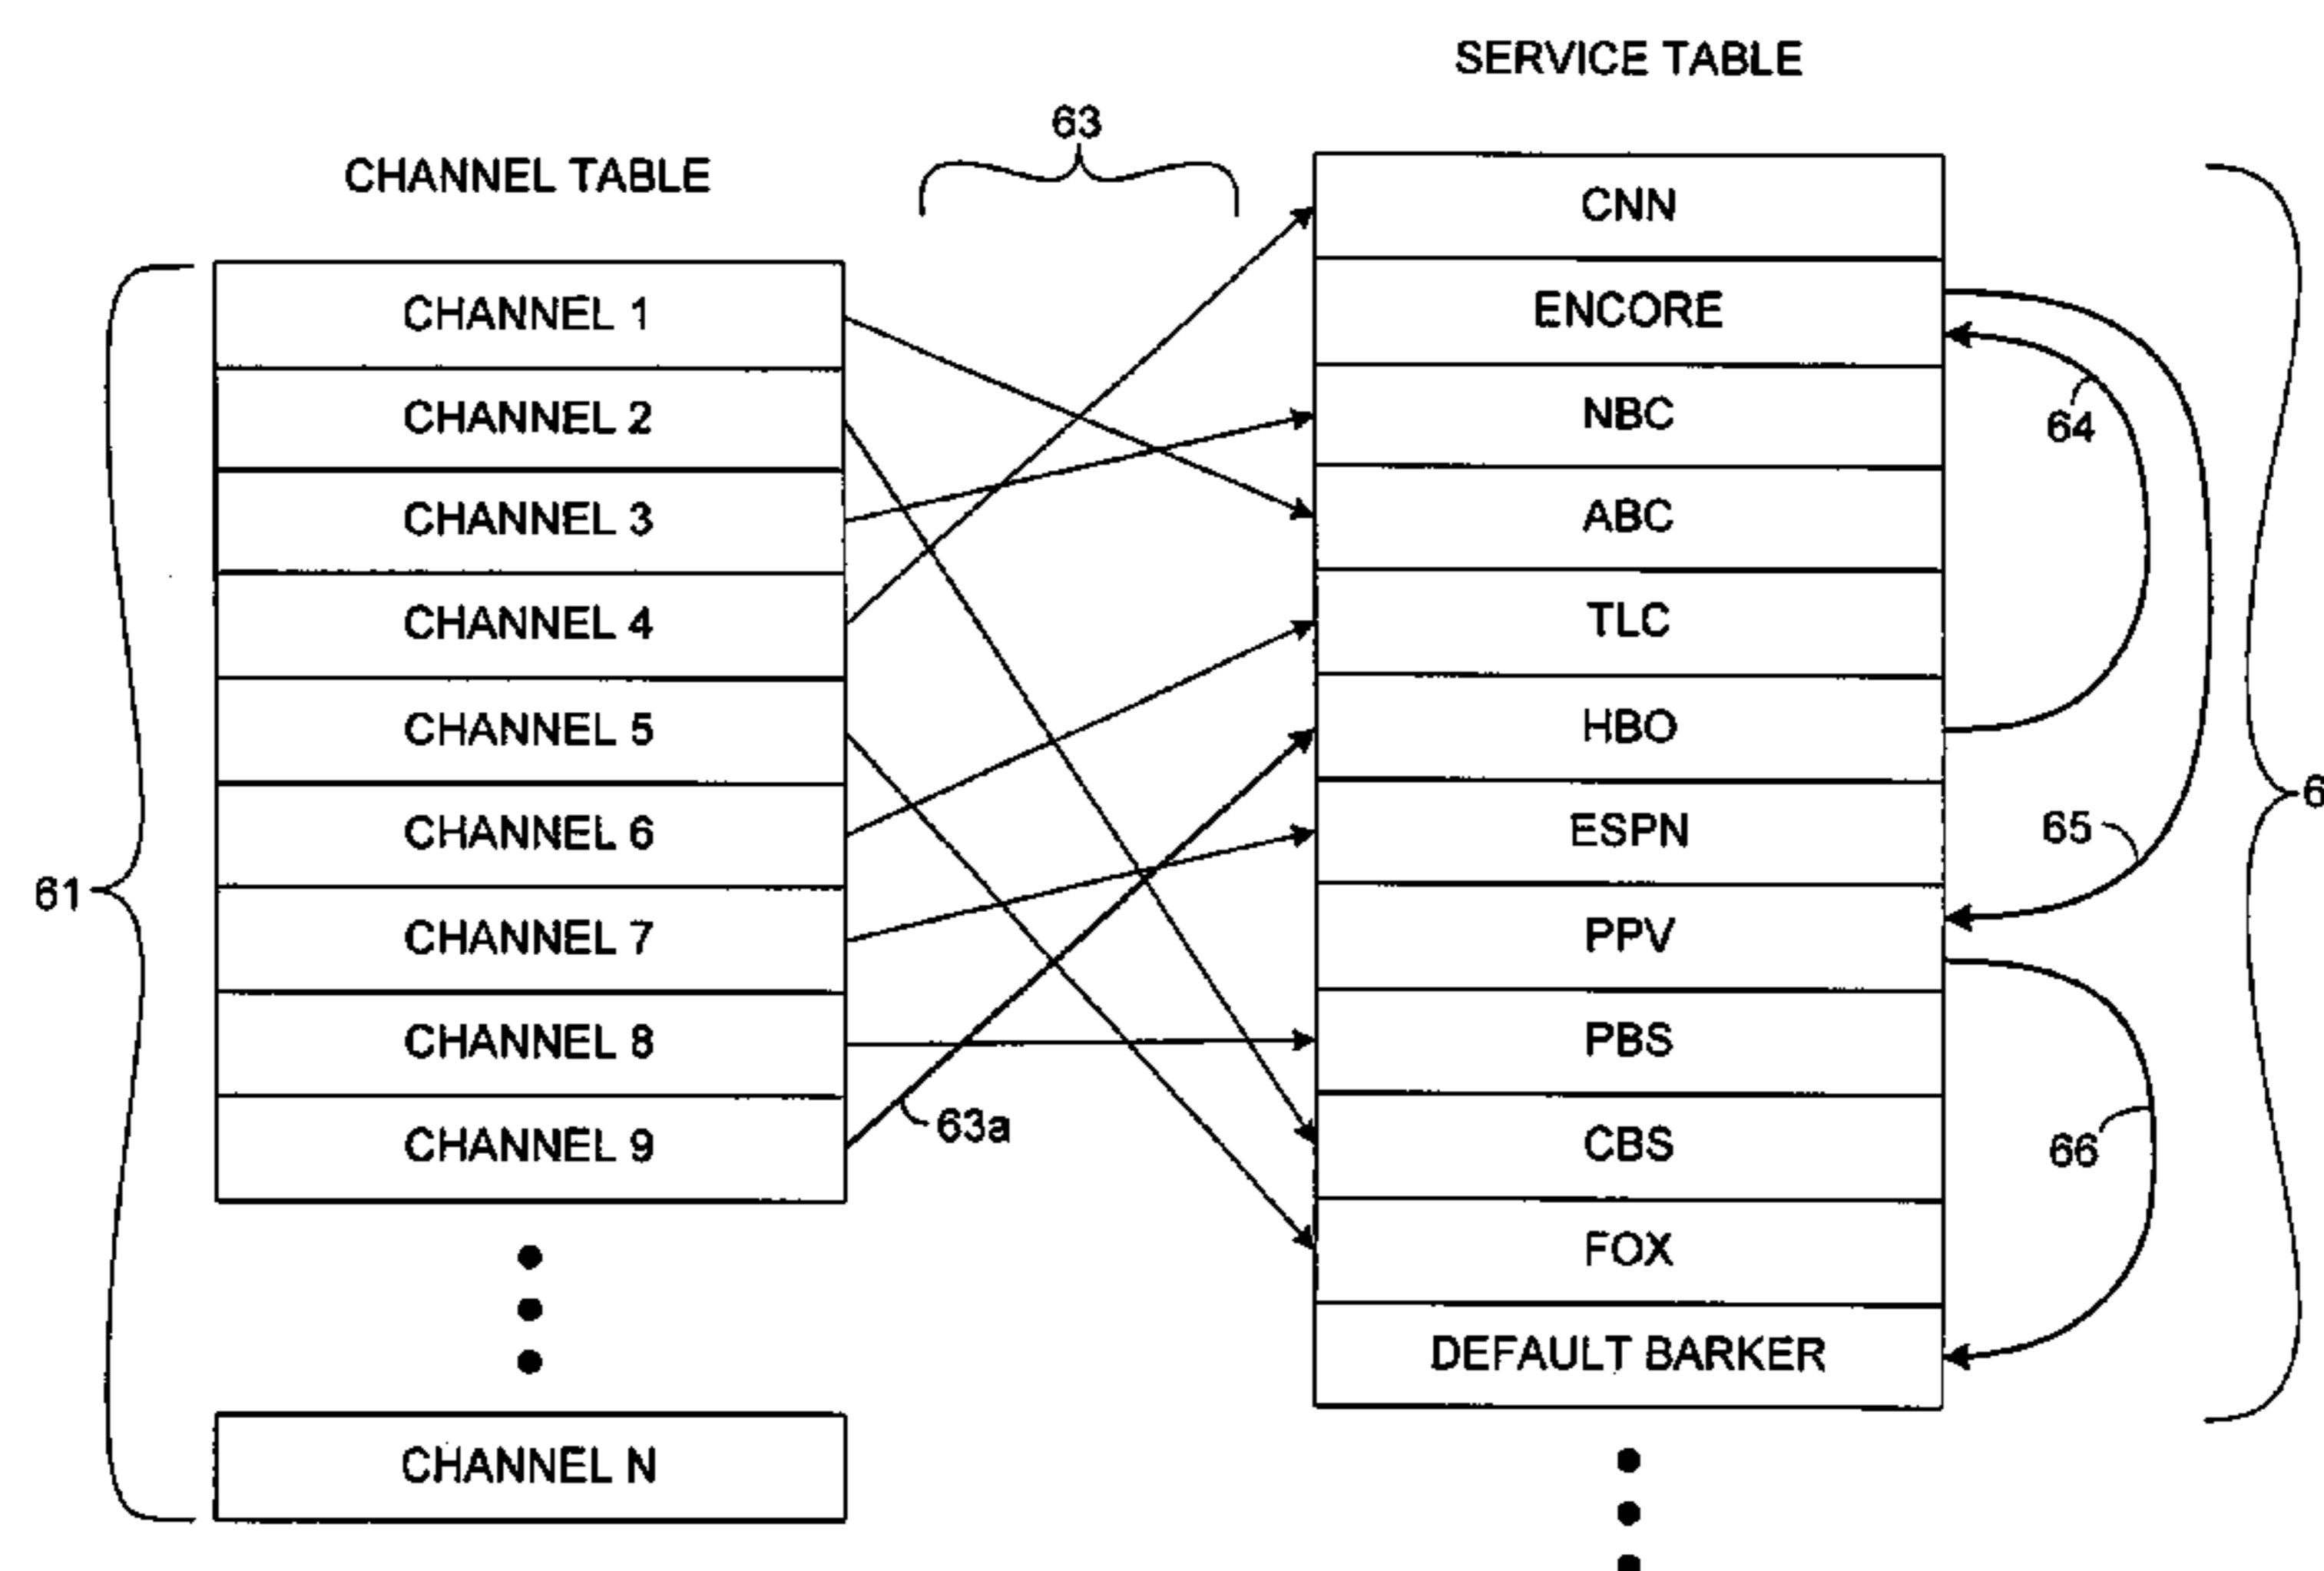 SERVICE TABLE
63
CHANNEL TABLE
CNN
CHANNEL 1
ENCORE
CHANNEL 2
NBC
64
CHANNEL 3
ABC
CHANNEL 4
TLC
CHANNEL 5
HBO
CHANNEL 6
ESPN
65
6
61
CHANNEL 7
PPV
CHANNEL 8
PBS
CHANNEL 9
63a
CBS
66
FOX
DEFAULT BARKER
CHANNEL N